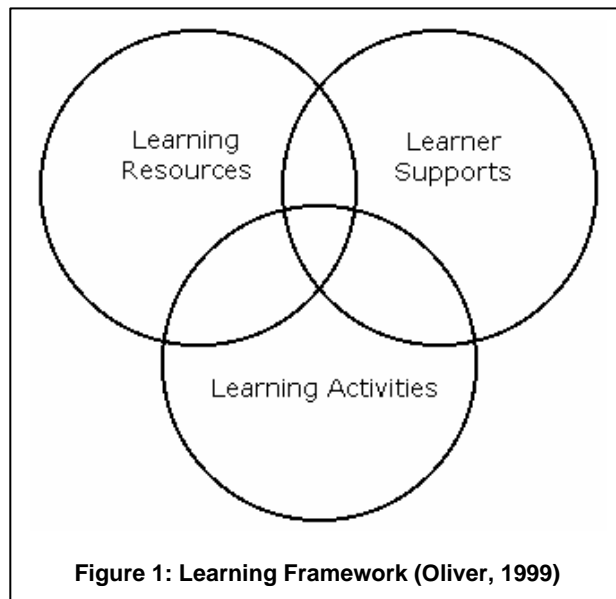 Learning
Resources
Learner
Supports
Learning Activities
Figure 1: Learning Framework (Oliver, 1999)